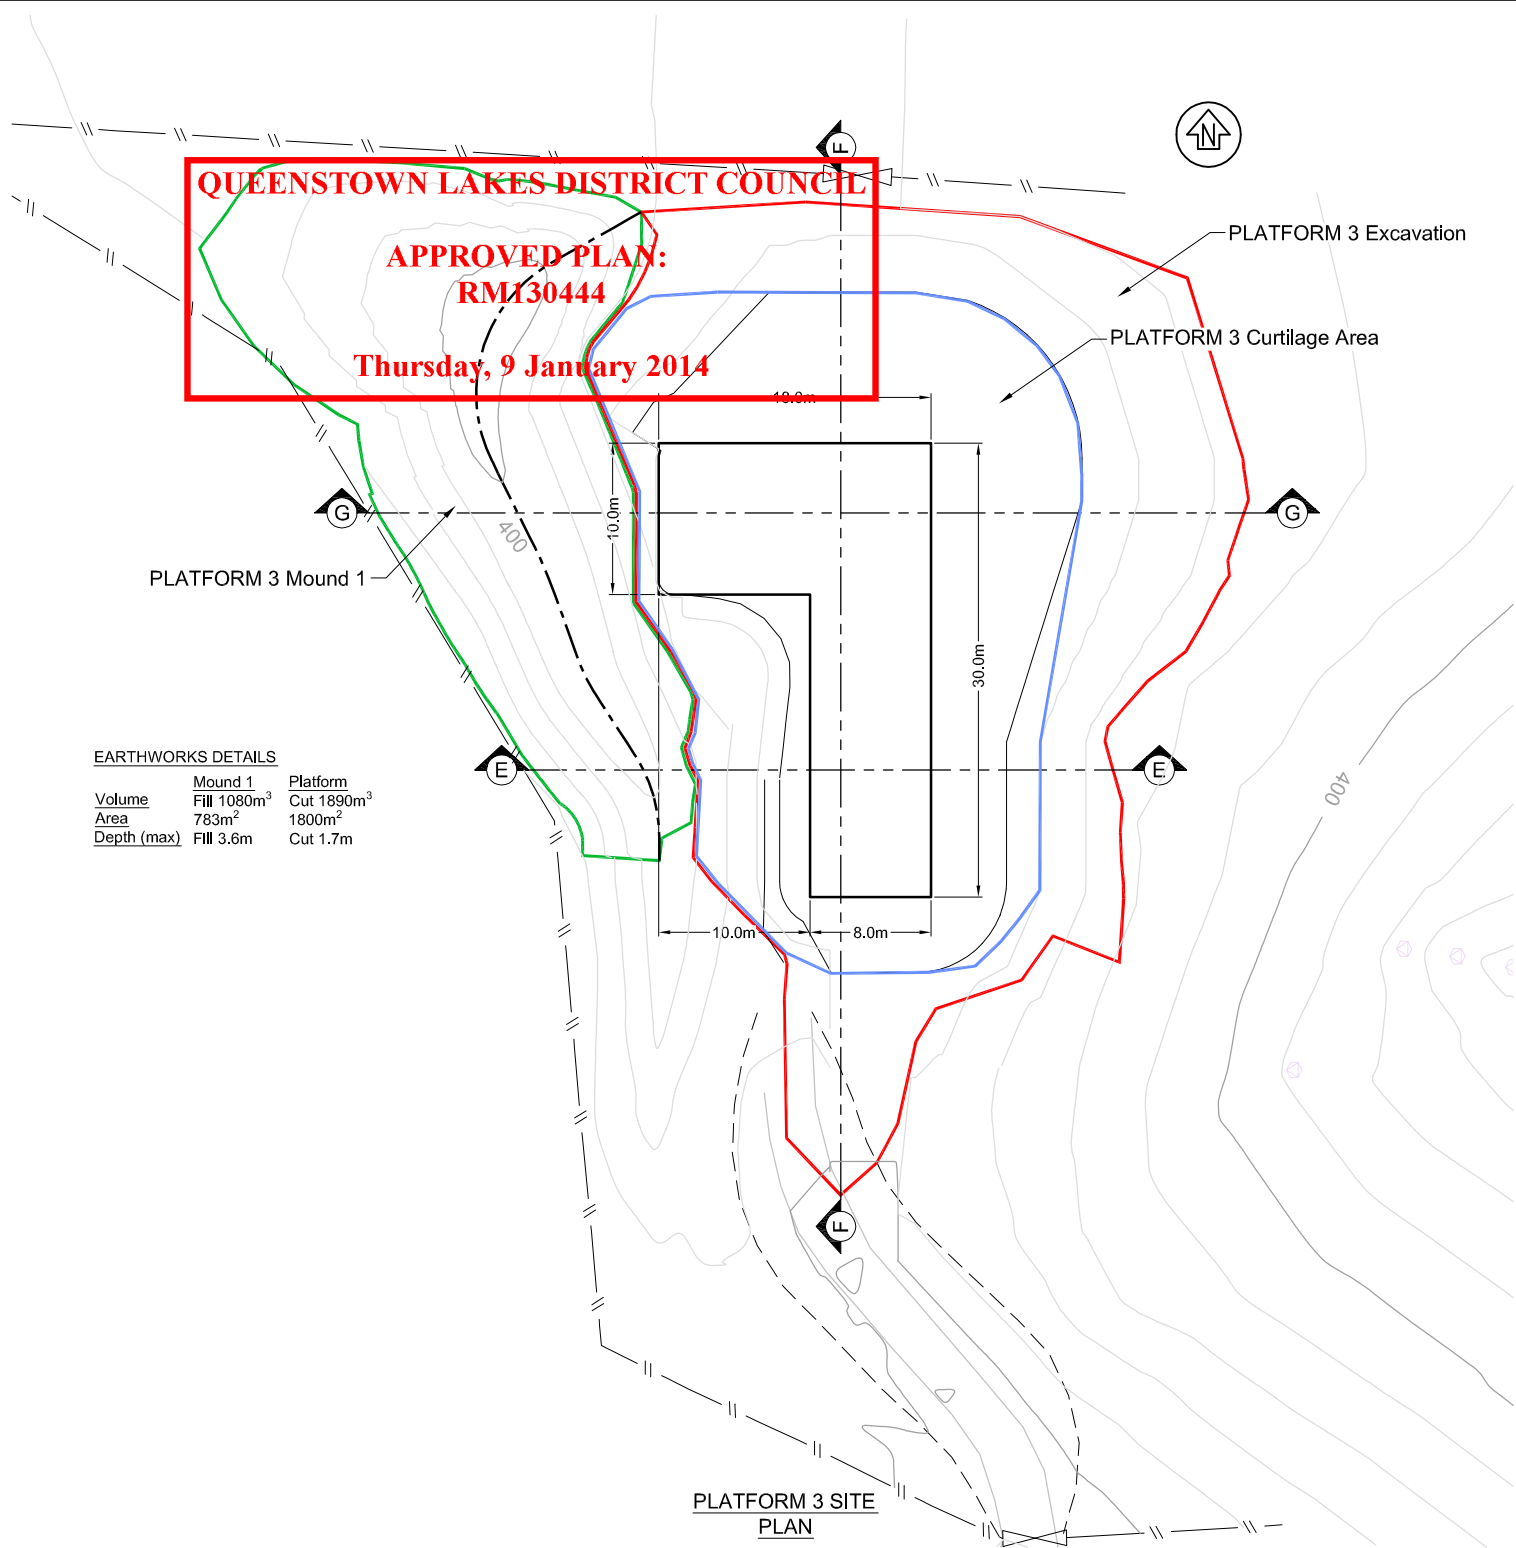 N
F
QUEENSTOWN LAKES DISTRICT COUNCIL
APPROVED PLAN:
RM130444
Thursday, 9 January 2014
PLATFORM 3 Excavation
PLATFORM 3 Curtilage Area
18.0m
10.0m
G
G
400
PLATFORM 3 Mound 1
30.0m
EARTHWORKS DETAILS
Mound 1 Platform
Volume Fill 1080m³ Cut 1890m³
Area 783m² 1800m²
Depth (max) Fill 3.6m Cut 1.7m
E
E
400
10.0m
8.0m
F
PLATFORM 3 SITE
PLAN